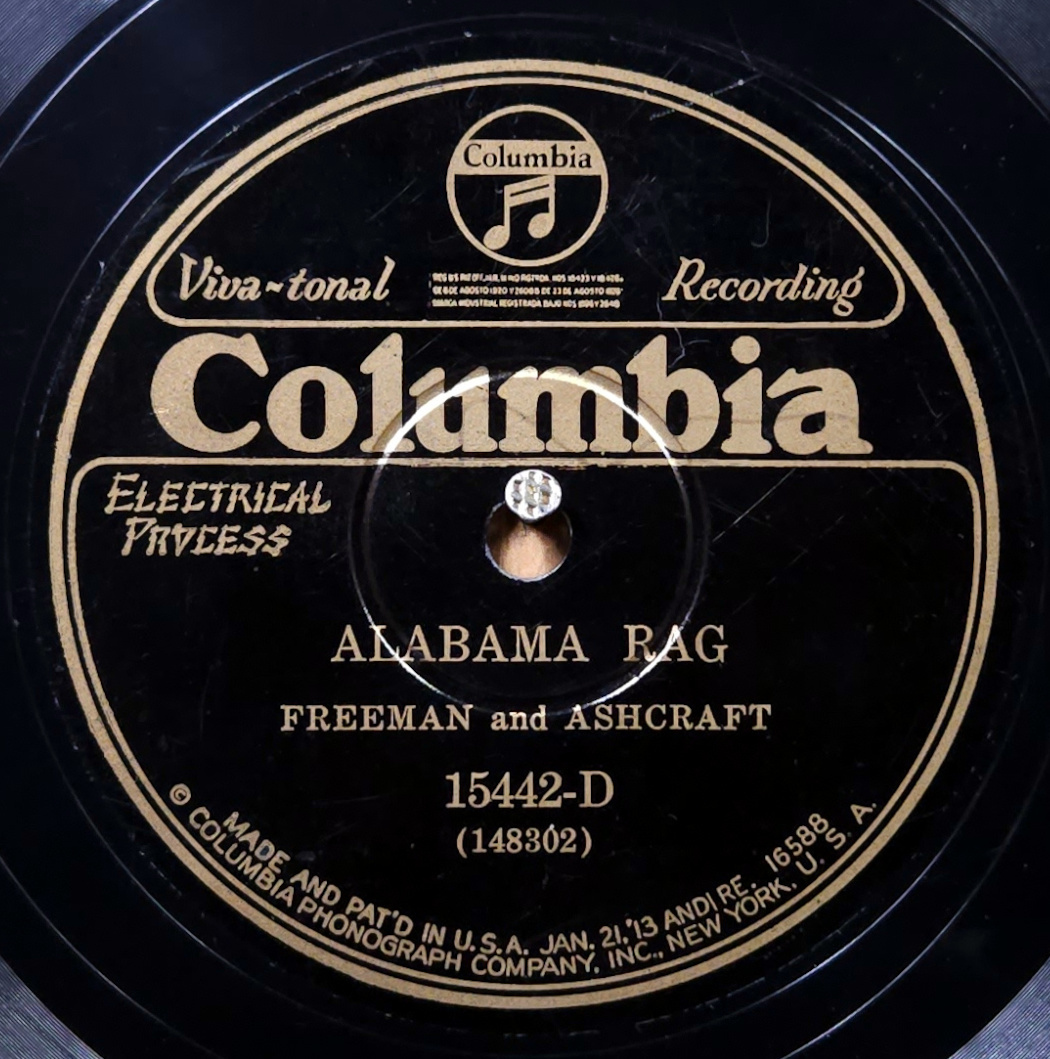 Columbia
Viva-tonal
Recording
Columbia
ELECTRICAL
PROCESS
ALABAMA RAG
FREEMAN and ASHCRAFT
15442-D
(148302)
MADE AND PAT'D IN U.S.A. JAN. 21,'13 AND RE. 16588
© COLUMBIA PHONOGRAPH COMPANY, INC., NEW YORK, U. S. A.